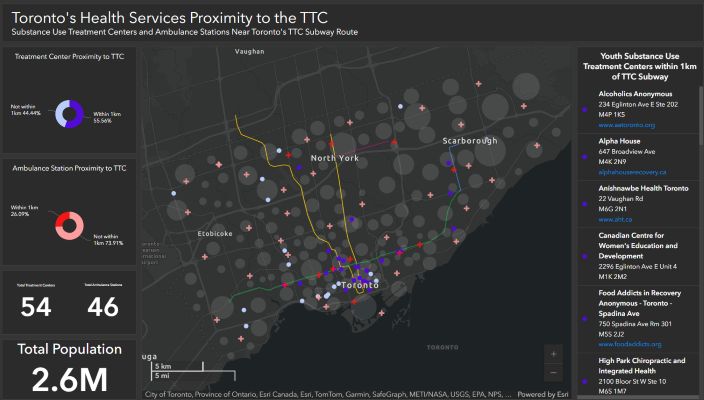 Toronto's Health Services Proximity to the TTC
Substance Use Treatment Centers and Ambulance Stations Near Toronto's TTC Subway Route
Treatment Center Proximity to TTC
Not within
1km 44.44%
Within 1km
55.56%
Ambulance Station Proximity to TTC
Within 1km
26.09%
Not within
1km 73.91%
Total Treatment Centers
54
Total Ambulance Stations
46
Total Population
2.6M
Vaughan
North York
Scarborough
Etobicoke
Toronto
TORONTO
uga
5 km
5 mi
+
−
City of Toronto, Province of Ontario, Esri Canada, Esri, TomTom, Garmin, SafeGraph, METI/NASA, USGS, EPA, NPS, ...
Powered by Esri
Youth Substance Use
Treatment Centers within 1km
of TTC Subway
Alcoholics Anonymous
234 Eglinton Ave E Ste 202
M4P 1K5
www.aatoronto.org
Alpha House
647 Broadview Ave
M4K 2N9
alphahouserecovery.ca
Anishnawbe Health Toronto
22 Vaughan Rd
M6G 2N1
www.aht.ca
Canadian Centre for
Women's Education and
Development
2296 Eglinton Ave E Unit 4
M1K 2M2
Food Addicts in Recovery
Anonymous - Toronto -
Spadina Ave
750 Spadina Ave Rm 301
M5S 2J2
www.foodaddicts.org
High Park Chiropractic and
Integrated Health
2100 Bloor St W Ste 10
M6S 1M7